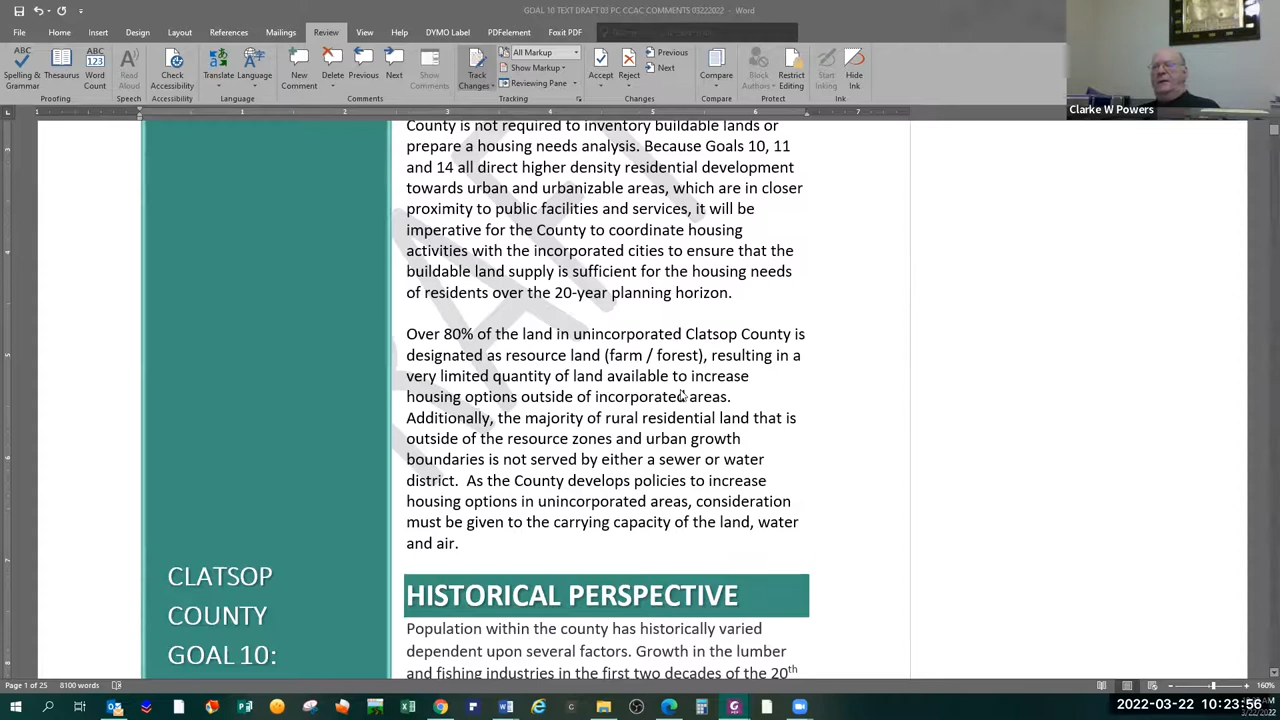 GOAL 10 TEXT DRAFT 03 PC CCAC COMMENTS 03222022 - Word
File Home Insert Design Layout References Mailings Review View Help DYMO Label PDFelement Foxit PDF
Spelling & Grammar
Thesaurus
Word Count
Read Aloud
Check Accessibility
Translate
Language
New Comment
Delete
Previous
Next
Show Comments
Track Changes
All Markup
Show Markup
Reviewing Pane
Accept
Reject
Previous
Next
Compare
Block Authors
Restrict Editing
Start Inking
Hide Ink
Proofing
Speech
Accessibility
Language
Comments
Tracking
Changes
Compare
Protect
Ink
Clarke W Powers
County is not required to inventory buildable lands or
prepare a housing needs analysis. Because Goals 10, 11
and 14 all direct higher density residential development
towards urban and urbanizable areas, which are in closer
proximity to public facilities and services, it will be
imperative for the County to coordinate housing
activities with the incorporated cities to ensure that the
buildable land supply is sufficient for the housing needs
of residents over the 20-year planning horizon.
Over 80% of the land in unincorporated Clatsop County is
designated as resource land (farm / forest), resulting in a
very limited quantity of land available to increase
housing options outside of incorporated areas.
Additionally, the majority of rural residential land that is
outside of the resource zones and urban growth
boundaries is not served by either a sewer or water
district. As the County develops policies to increase
housing options in unincorporated areas, consideration
must be given to the carrying capacity of the land, water
and air.
CLATSOP
COUNTY
GOAL 10:
HISTORICAL PERSPECTIVE
Population within the county has historically varied
dependent upon several factors. Growth in the lumber
and fishing industries in the first two decades of the 20th
Page 1 of 25 8100 words
160%
2022-03-22 10:23:56